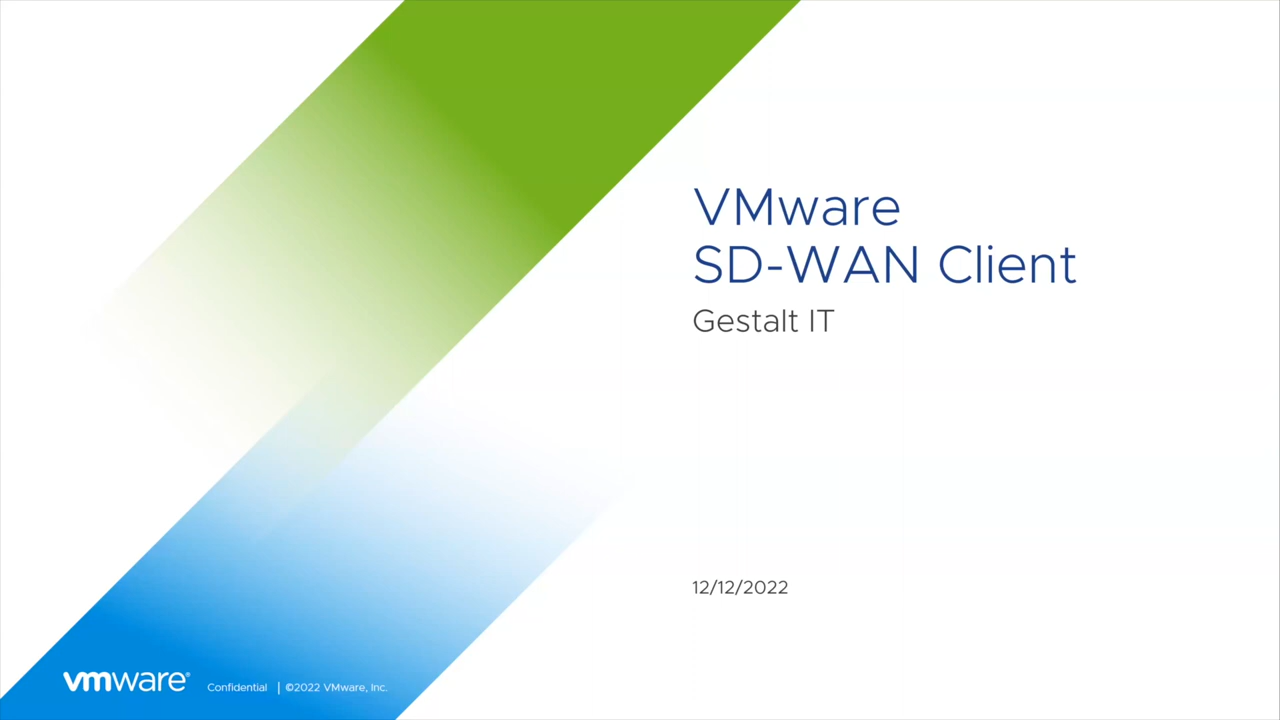 VMware
SD-WAN Client
Gestalt IT
12/12/2022
vmware®
Confidential | ©2022 VMware, Inc.